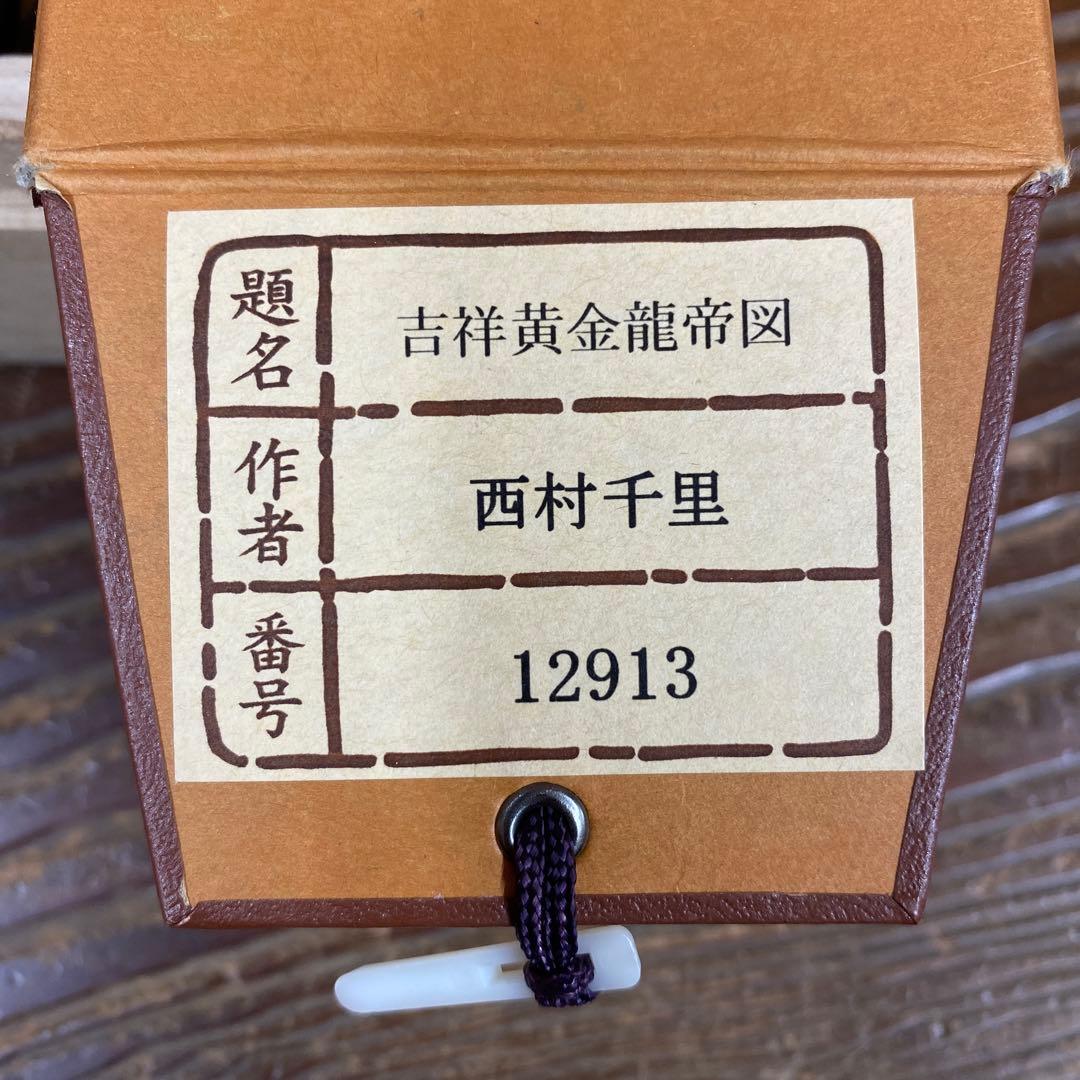 題名 吉祥黄金龍帝図
作者 西村千里
番号 12913